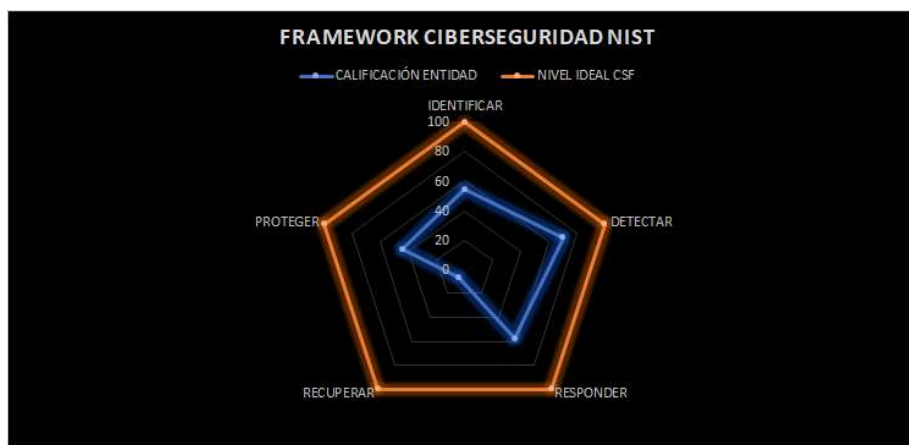 FRAMEWORK CIBERSEGURIDAD NIST
CALIFICACIÓN ENTIDAD
NIVEL IDEAL CSF
IDENTIFICAR
100
80
60
40
20
0
PROTEGER
DETECTAR
RECUPERAR
RESPONDER